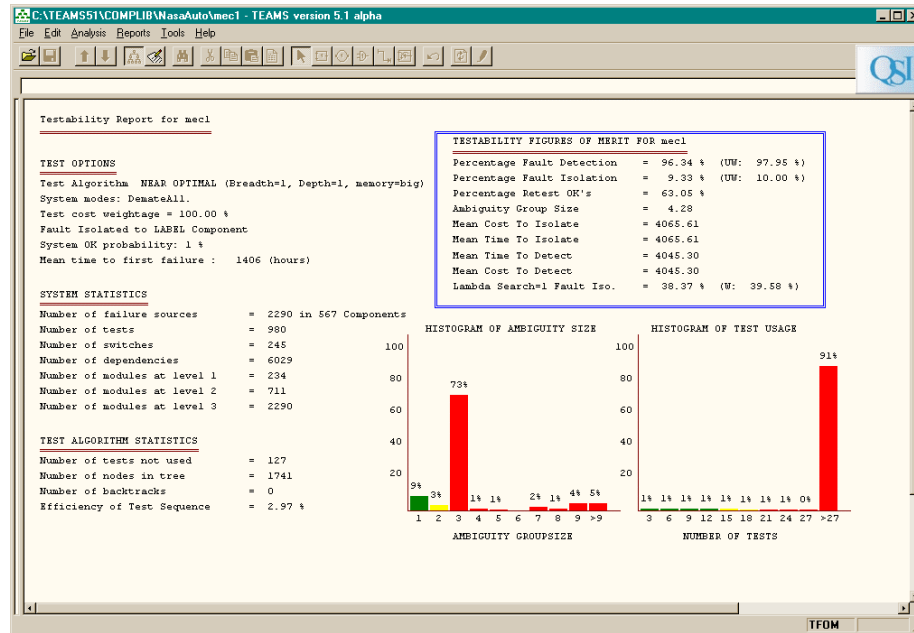 C:\TEAMS51\COMPLIB\NasaAuto\mec1 - TEAMS version 5.1 alpha
File Edit Analysis Reports Tools Help
QSI
Testability Report for mec1
TEST OPTIONS
Test Algorithm NEAR OPTIMAL (Breadth=1, Depth=1, memory=big)
System modes: DemateAll.
Test cost weightage = 100.00 %
Fault Isolated to LABEL Component
System OK probability: 1 %
Mean time to first failure : 1406 (hours)
SYSTEM STATISTICS
Number of failure sources = 2290 in 567 Components
Number of tests = 980
Number of switches = 245
Number of dependencies = 6029
Number of modules at level 1 = 234
Number of modules at level 2 = 711
Number of modules at level 3 = 2290
TEST ALGORITHM STATISTICS
Number of tests not used = 127
Number of nodes in tree = 1741
Number of backtracks = 0
Efficiency of Test Sequence = 2.97 %
TESTABILITY FIGURES OF MERIT FOR mec1
Percentage Fault Detection = 96.34 % (UW: 97.95 %)
Percentage Fault Isolation = 9.33 % (UW: 10.00 %)
Percentage Retest OK's = 63.05 %
Ambiguity Group Size = 4.28
Mean Cost To Isolate = 4065.61
Mean Time To Isolate = 4065.61
Mean Time To Detect = 4045.30
Mean Cost To Detect = 4045.30
Lambda Search=1 Fault Iso. = 38.37 % (W: 39.58 %)
HISTOGRAM OF AMBIGUITY SIZE
100
80
60
40
20
9% 3% 73% 1% 1% 2% 1% 4% 5%
1 2 3 4 5 6 7 8 9 >9
AMBIGUITY GROUPSIZE
HISTOGRAM OF TEST USAGE
100
80
60
40
20
1% 1% 1% 1% 1% 1% 1% 1% 0% 91%
3 6 9 12 15 18 21 24 27 >27
NUMBER OF TESTS
TFOM